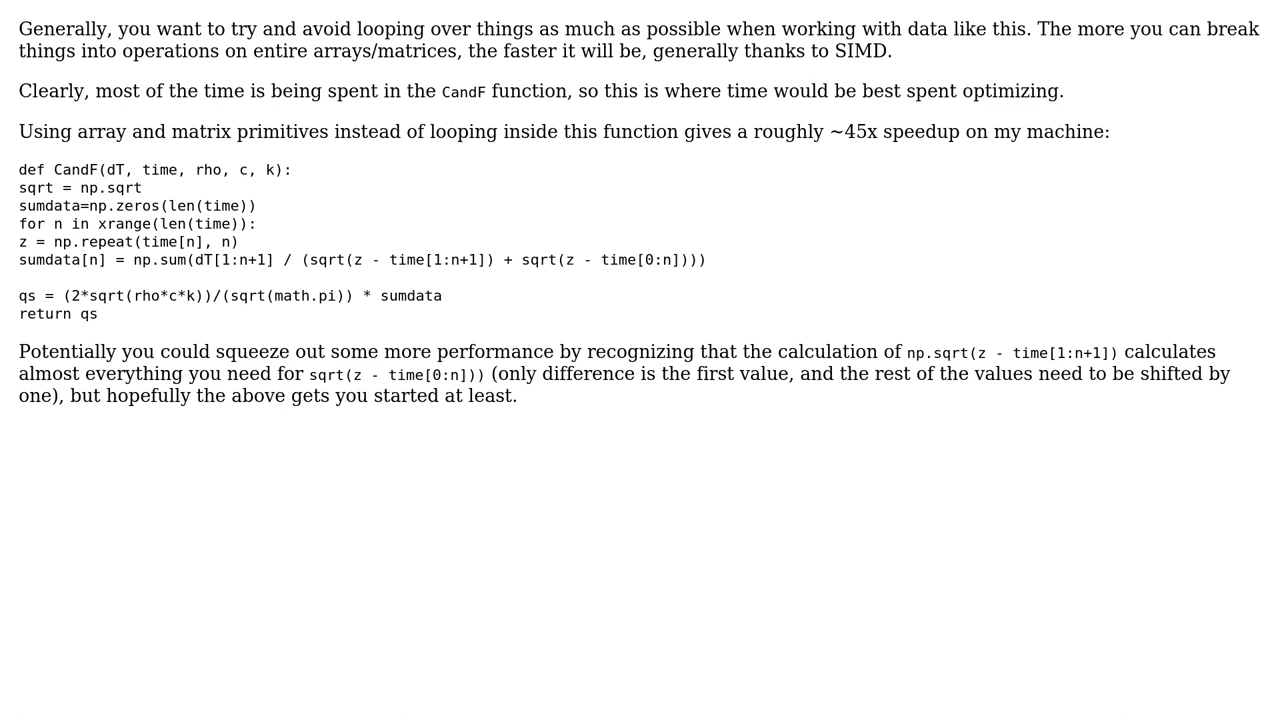 Generally, you want to try and avoid looping over things as much as possible when working with data like this. The more you can break
things into operations on entire arrays/matrices, the faster it will be, generally thanks to SIMD.
Clearly, most of the time is being spent in the CandF function, so this is where time would be best spent optimizing.
Using array and matrix primitives instead of looping inside this function gives a roughly ~45x speedup on my machine:
def CandF(dT, time, rho, c, k):
sqrt = np.sqrt
sumdata=np.zeros(len(time))
for n in xrange(len(time)):
z = np.repeat(time[n], n)
sumdata[n] = np.sum(dT[1:n+1] / (sqrt(z - time[1:n+1]) + sqrt(z - time[0:n])))
qs = (2*sqrt(rho*c*k))/(sqrt(math.pi)) * sumdata
return qs
Potentially you could squeeze out some more performance by recognizing that the calculation of np.sqrt(z - time[1:n+1]) calculates
almost everything you need for sqrt(z - time[0:n])) (only difference is the first value, and the rest of the values need to be shifted by
one), but hopefully the above gets you started at least.